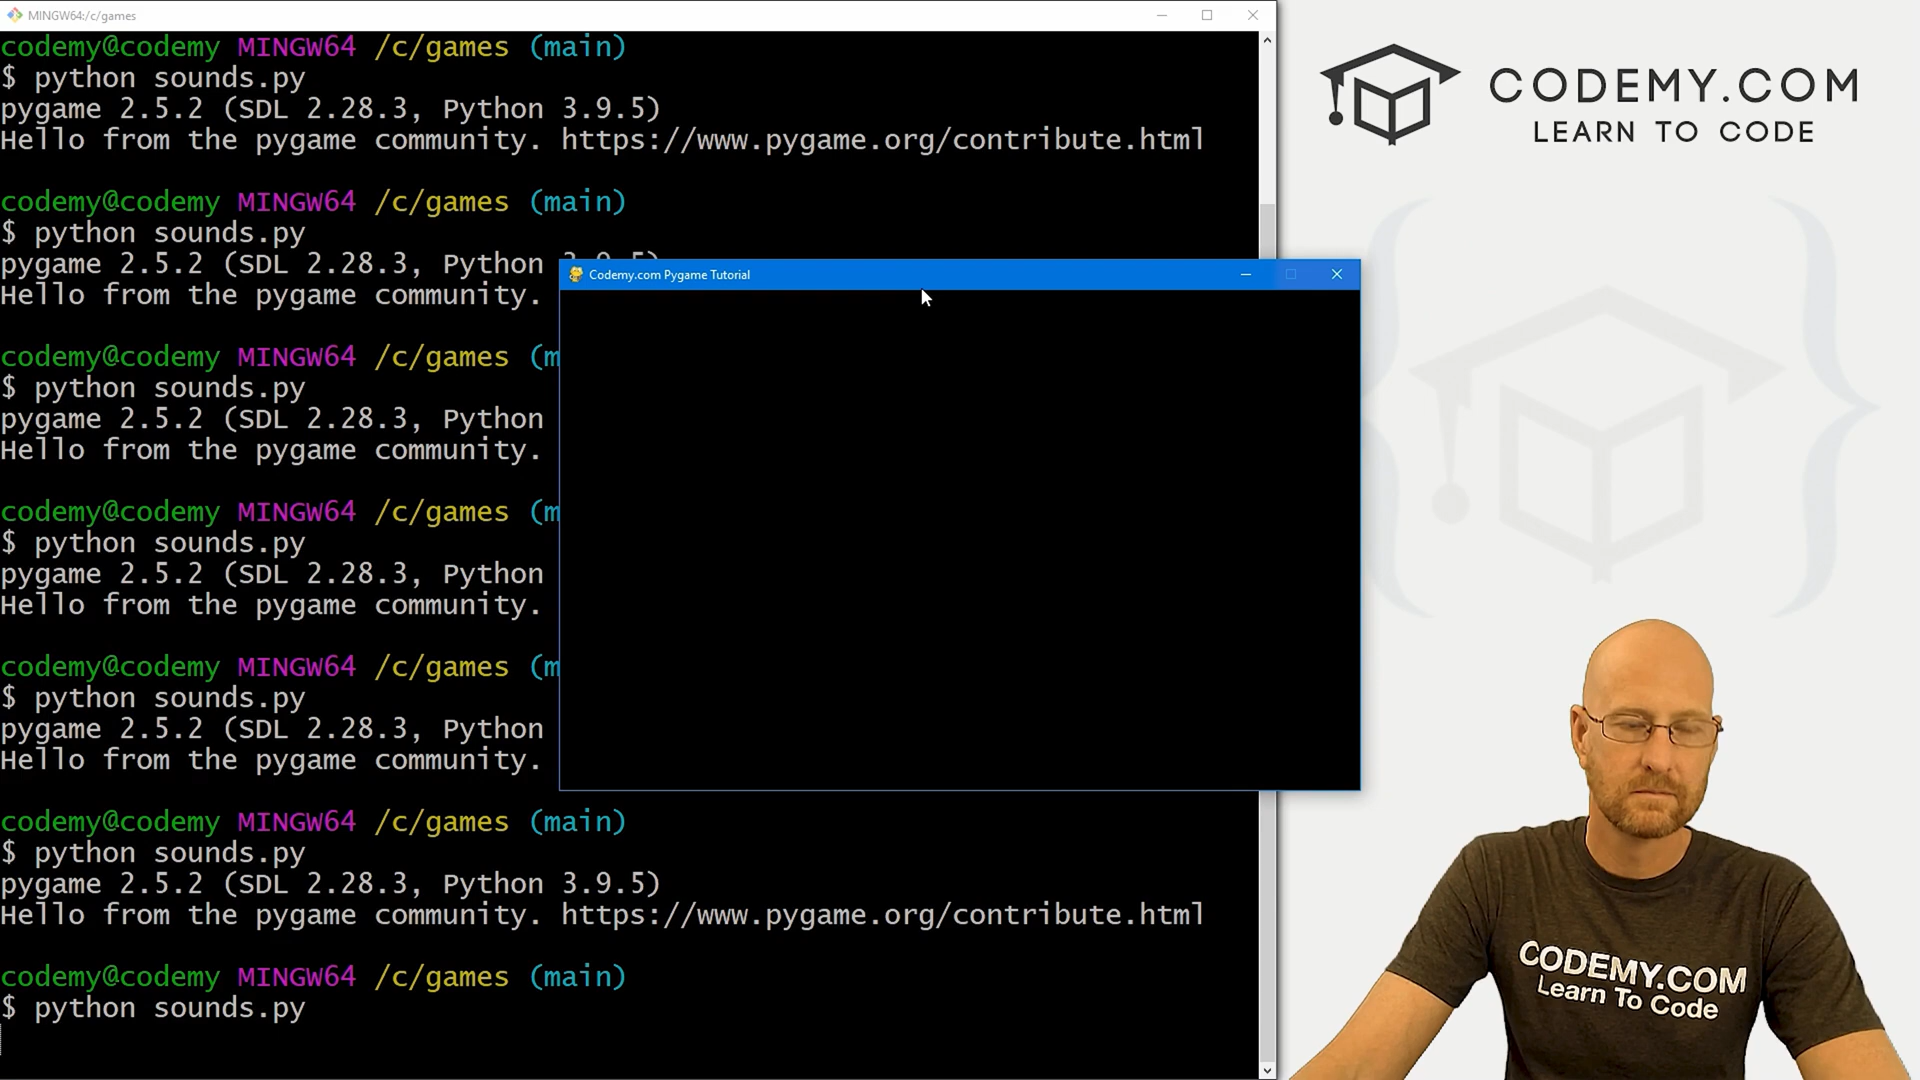 MINGW64:/c/games
codemy@codemy MINGW64 /c/games (main)
$ python sounds.py
pygame 2.5.2 (SDL 2.28.3, Python 3.9.5)
Hello from the pygame community. https://www.pygame.org/contribute.html
codemy@codemy MINGW64 /c/games (main)
$ python sounds.py
pygame 2.5.2 (SDL 2.28.3, Python
Hello from the pygame community.
codemy@codemy MINGW64 /c/games (m
$ python sounds.py
pygame 2.5.2 (SDL 2.28.3, Python
Hello from the pygame community.
codemy@codemy MINGW64 /c/games (m
$ python sounds.py
pygame 2.5.2 (SDL 2.28.3, Python
Hello from the pygame community.
codemy@codemy MINGW64 /c/games (m
$ python sounds.py
pygame 2.5.2 (SDL 2.28.3, Python
Hello from the pygame community.
codemy@codemy MINGW64 /c/games (main)
$ python sounds.py
pygame 2.5.2 (SDL 2.28.3, Python 3.9.5)
Hello from the pygame community. https://www.pygame.org/contribute.html
codemy@codemy MINGW64 /c/games (main)
$ python sounds.py
Codemy.com Pygame Tutorial
CODEMY.COM
LEARN TO CODE
CODEMY.COM
Learn To Code